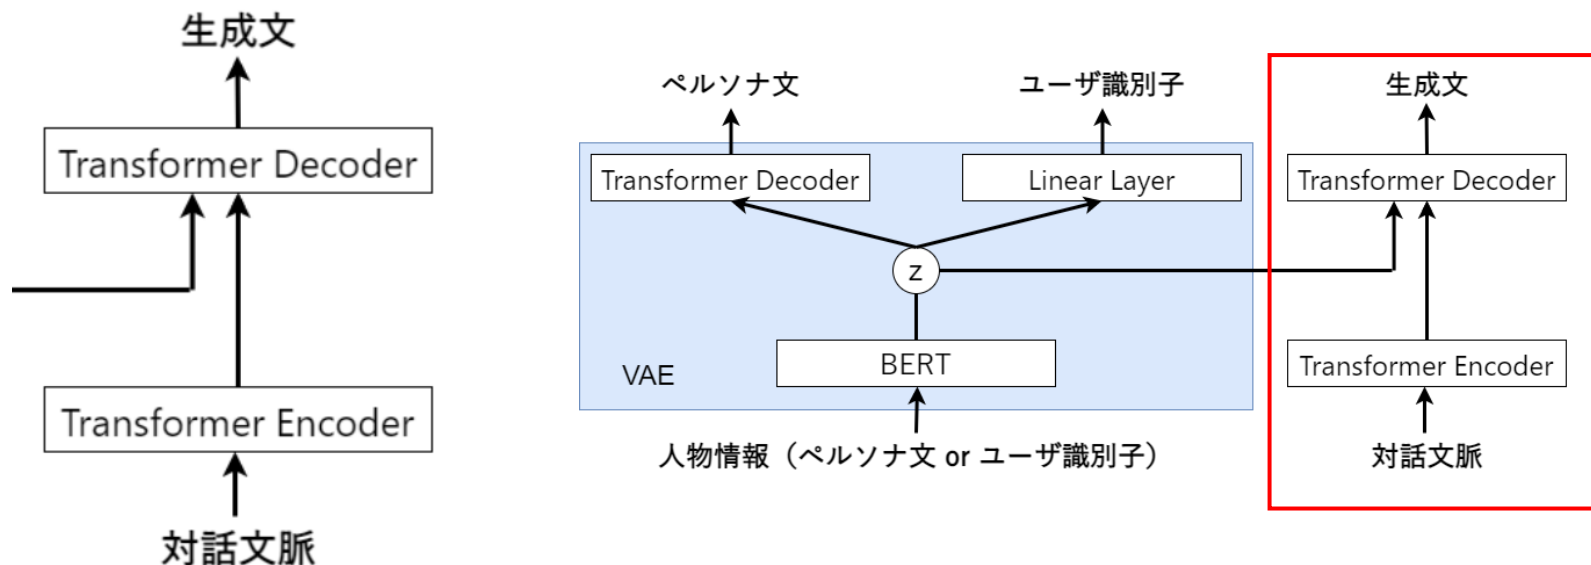 生成文
Transformer Decoder
Transformer Encoder
対話文脈
ペルソナ文
ユーザ識別子
Transformer Decoder
Linear Layer
z
BERT
VAE
人物情報（ペルソナ文 or ユーザ識別子）
生成文
Transformer Decoder
Transformer Encoder
対話文脈